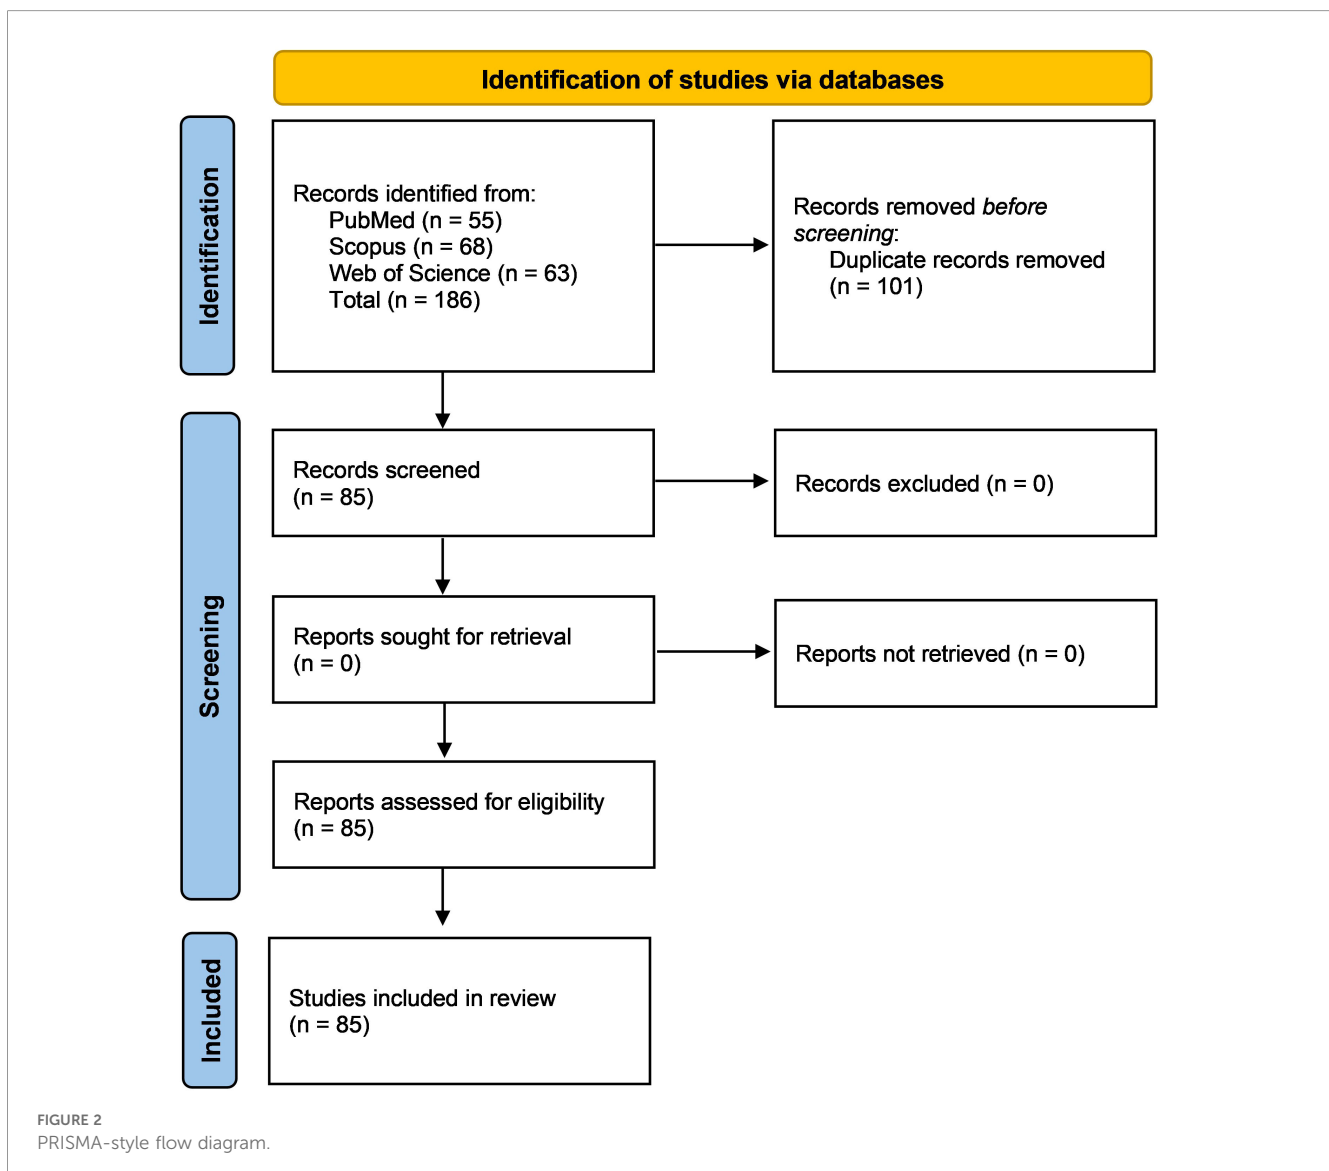 Identification of studies via databases
Identification
Records identified from:
PubMed (n = 55)
Scopus (n = 68)
Web of Science (n = 63)
Total (n = 186)
Records removed before
screening:
Duplicate records removed
(n = 101)
Screening
Records screened
(n = 85)
Records excluded (n = 0)
Reports sought for retrieval
(n = 0)
Reports not retrieved (n = 0)
Reports assessed for eligibility
(n = 85)
Included
Studies included in review
(n = 85)
FIGURE 2
PRISMA-style flow diagram.